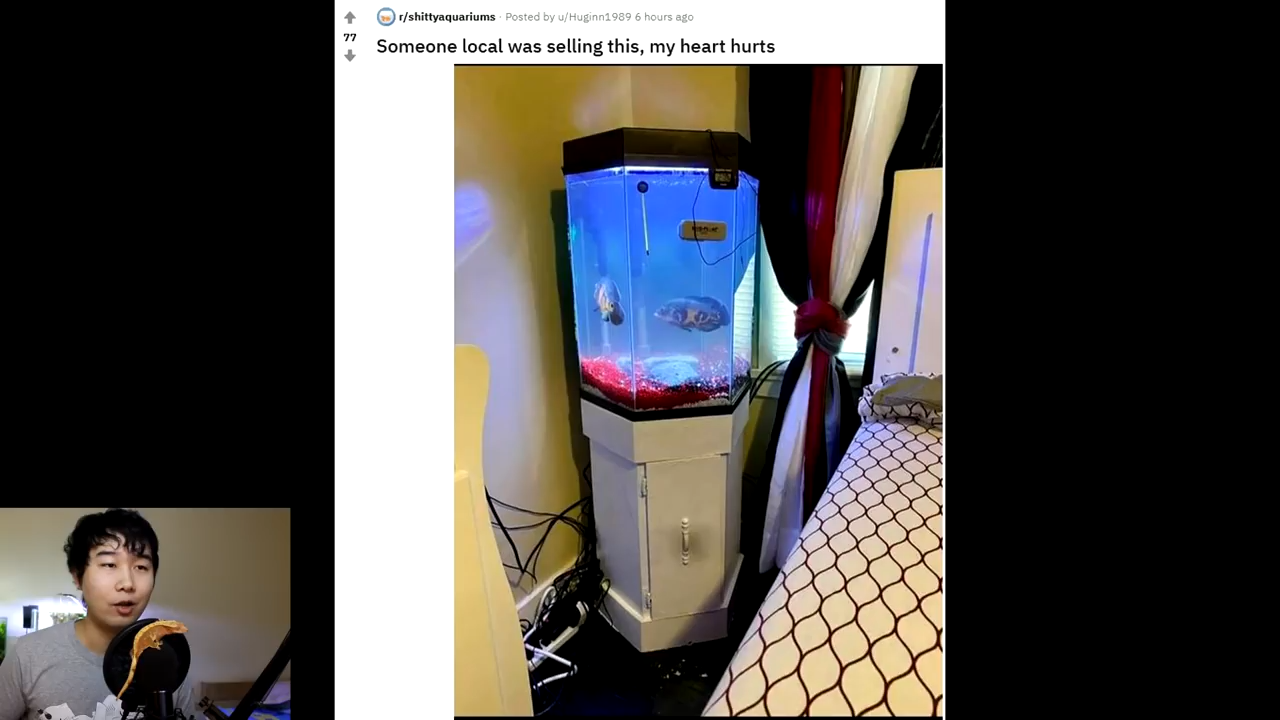 r/shittyaquariums · Posted by u/Huginn1989 6 hours ago
77
Someone local was selling this, my heart hurts